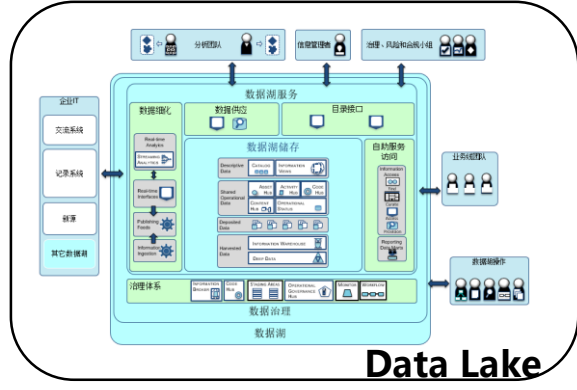 分析团队
信息管理者
治理、风险和合规小组
企业IT
交流系统
记录系统
新源
其它数据湖
数据湖服务
数据细化
数据供应
目录接口
Real-time
Analytics
STREAMING
ANALYTICS
Real-time
Interfaces
Publishing
Feeds
Information
Ingestion
数据湖储存
Descriptive
Data
CATALOG
INFORMATION
VIEWS
Shared
Operational
Data
ASSET
HUB
ACTIVITY
HUB
CODE
HUB
CONTENT
HUB
OPERATIONAL
STATUS
Deposited
Data
Harvested
Data
INFORMATION WAREHOUSE
DEEP DATA
自助服务
访问
Information
Access
Reporting
Data Marts
业务线团队
数据湖操作
治理体系
INFORMATION
BROKER
CODE
HUB
STAGING AREAS
OPERATIONAL
GOVERNANCE
HUB
MONITOR
WORKFLOW
数据治理
数据湖
Data Lake